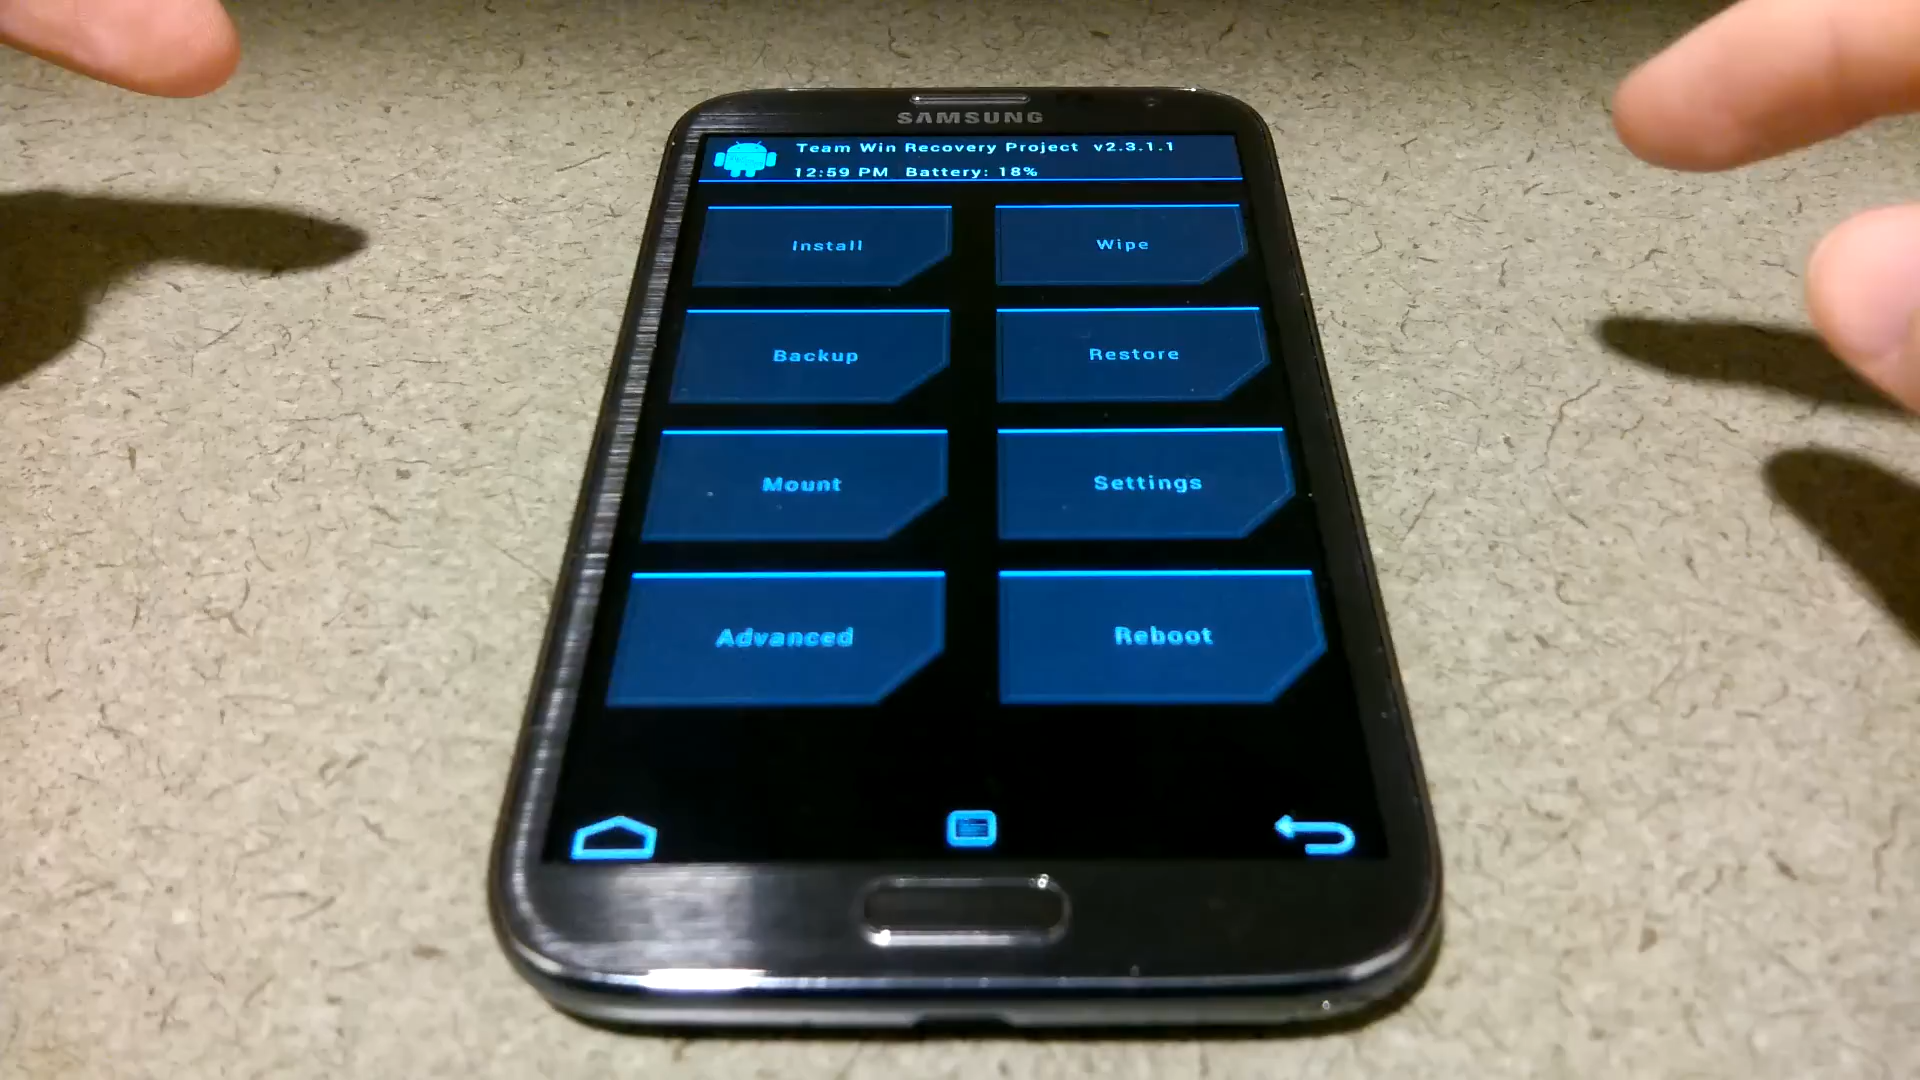 SAMSUNG
Team Win Recovery Project v2.3.1.1
12:59 PM Battery: 18%
Install
Wipe
Backup
Restore
Mount
Settings
Advanced
Reboot